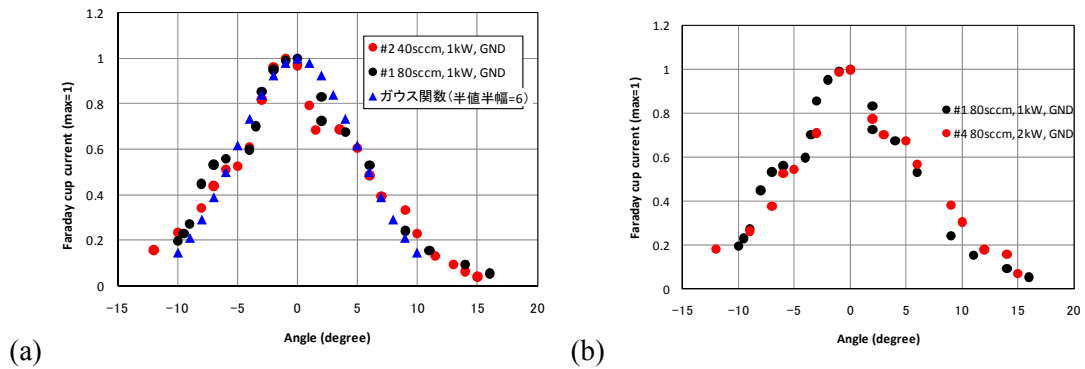 1.2
1
0.8
0.6
0.4
0.2
0
Faraday cup current (max=1)
#2 40sccm, 1kW, GND
#1 80sccm, 1kW, GND
ガウス関数(半値半幅=6)
-15 -10 -5 0 5 10 15 20
Angle (degree)
(a)
1.2
1
0.8
0.6
0.4
0.2
0
Faraday cup current (max=1)
#1 80sccm, 1kW, GND
#4 80sccm, 2kW, GND
-15 -10 -5 0 5 10 15 20
Angle (degree)
(b)